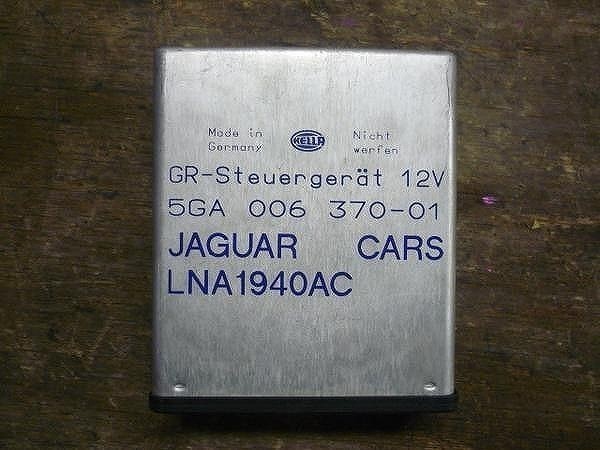 Made in Germany
HELLA
Nicht werfen
GR-Steuergerät 12V
5GA 006 370-01
JAGUAR CARS
LNA1940AC